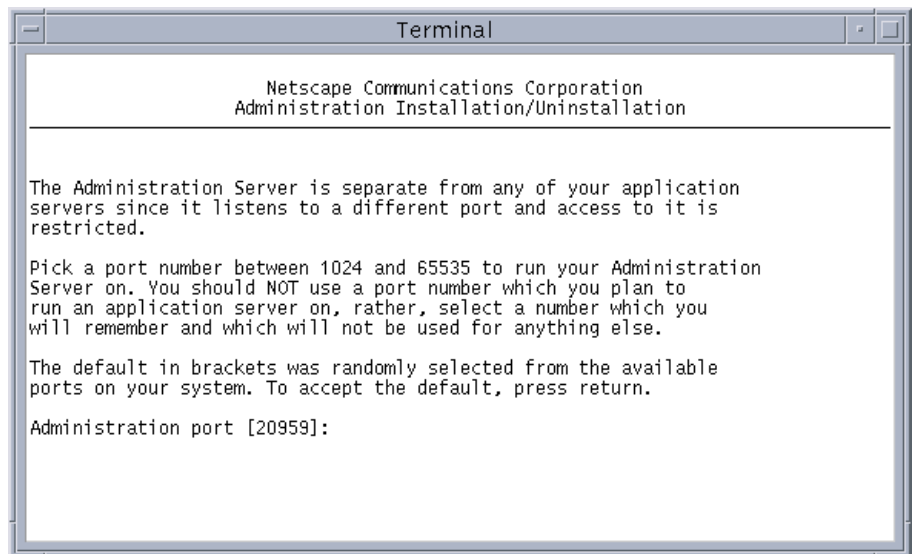 Terminal
Netscape Communications Corporation
Administration Installation/Uninstallation
The Administration Server is separate from any of your application
servers since it listens to a different port and access to it is
restricted.
Pick a port number between 1024 and 65535 to run your Administration
Server on. You should NOT use a port number which you plan to
run an application server on, rather, select a number which you
will remember and which will not be used for anything else.
The default in brackets was randomly selected from the available
ports on your system. To accept the default, press return.
Administration port [20959]: